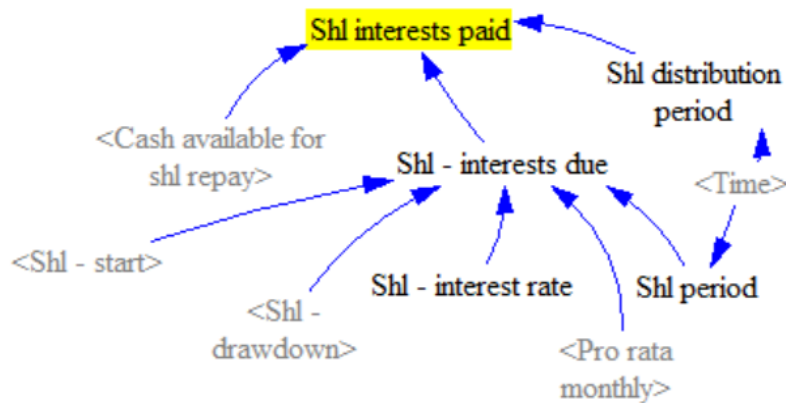 Shl interests paid
Shl distribution
period
<Cash available for
shl repay>
Shl - interests due
<Time>
<Shl - start>
Shl - interest rate
Shl period
<Shl -
drawdown>
<Pro rata
monthly>